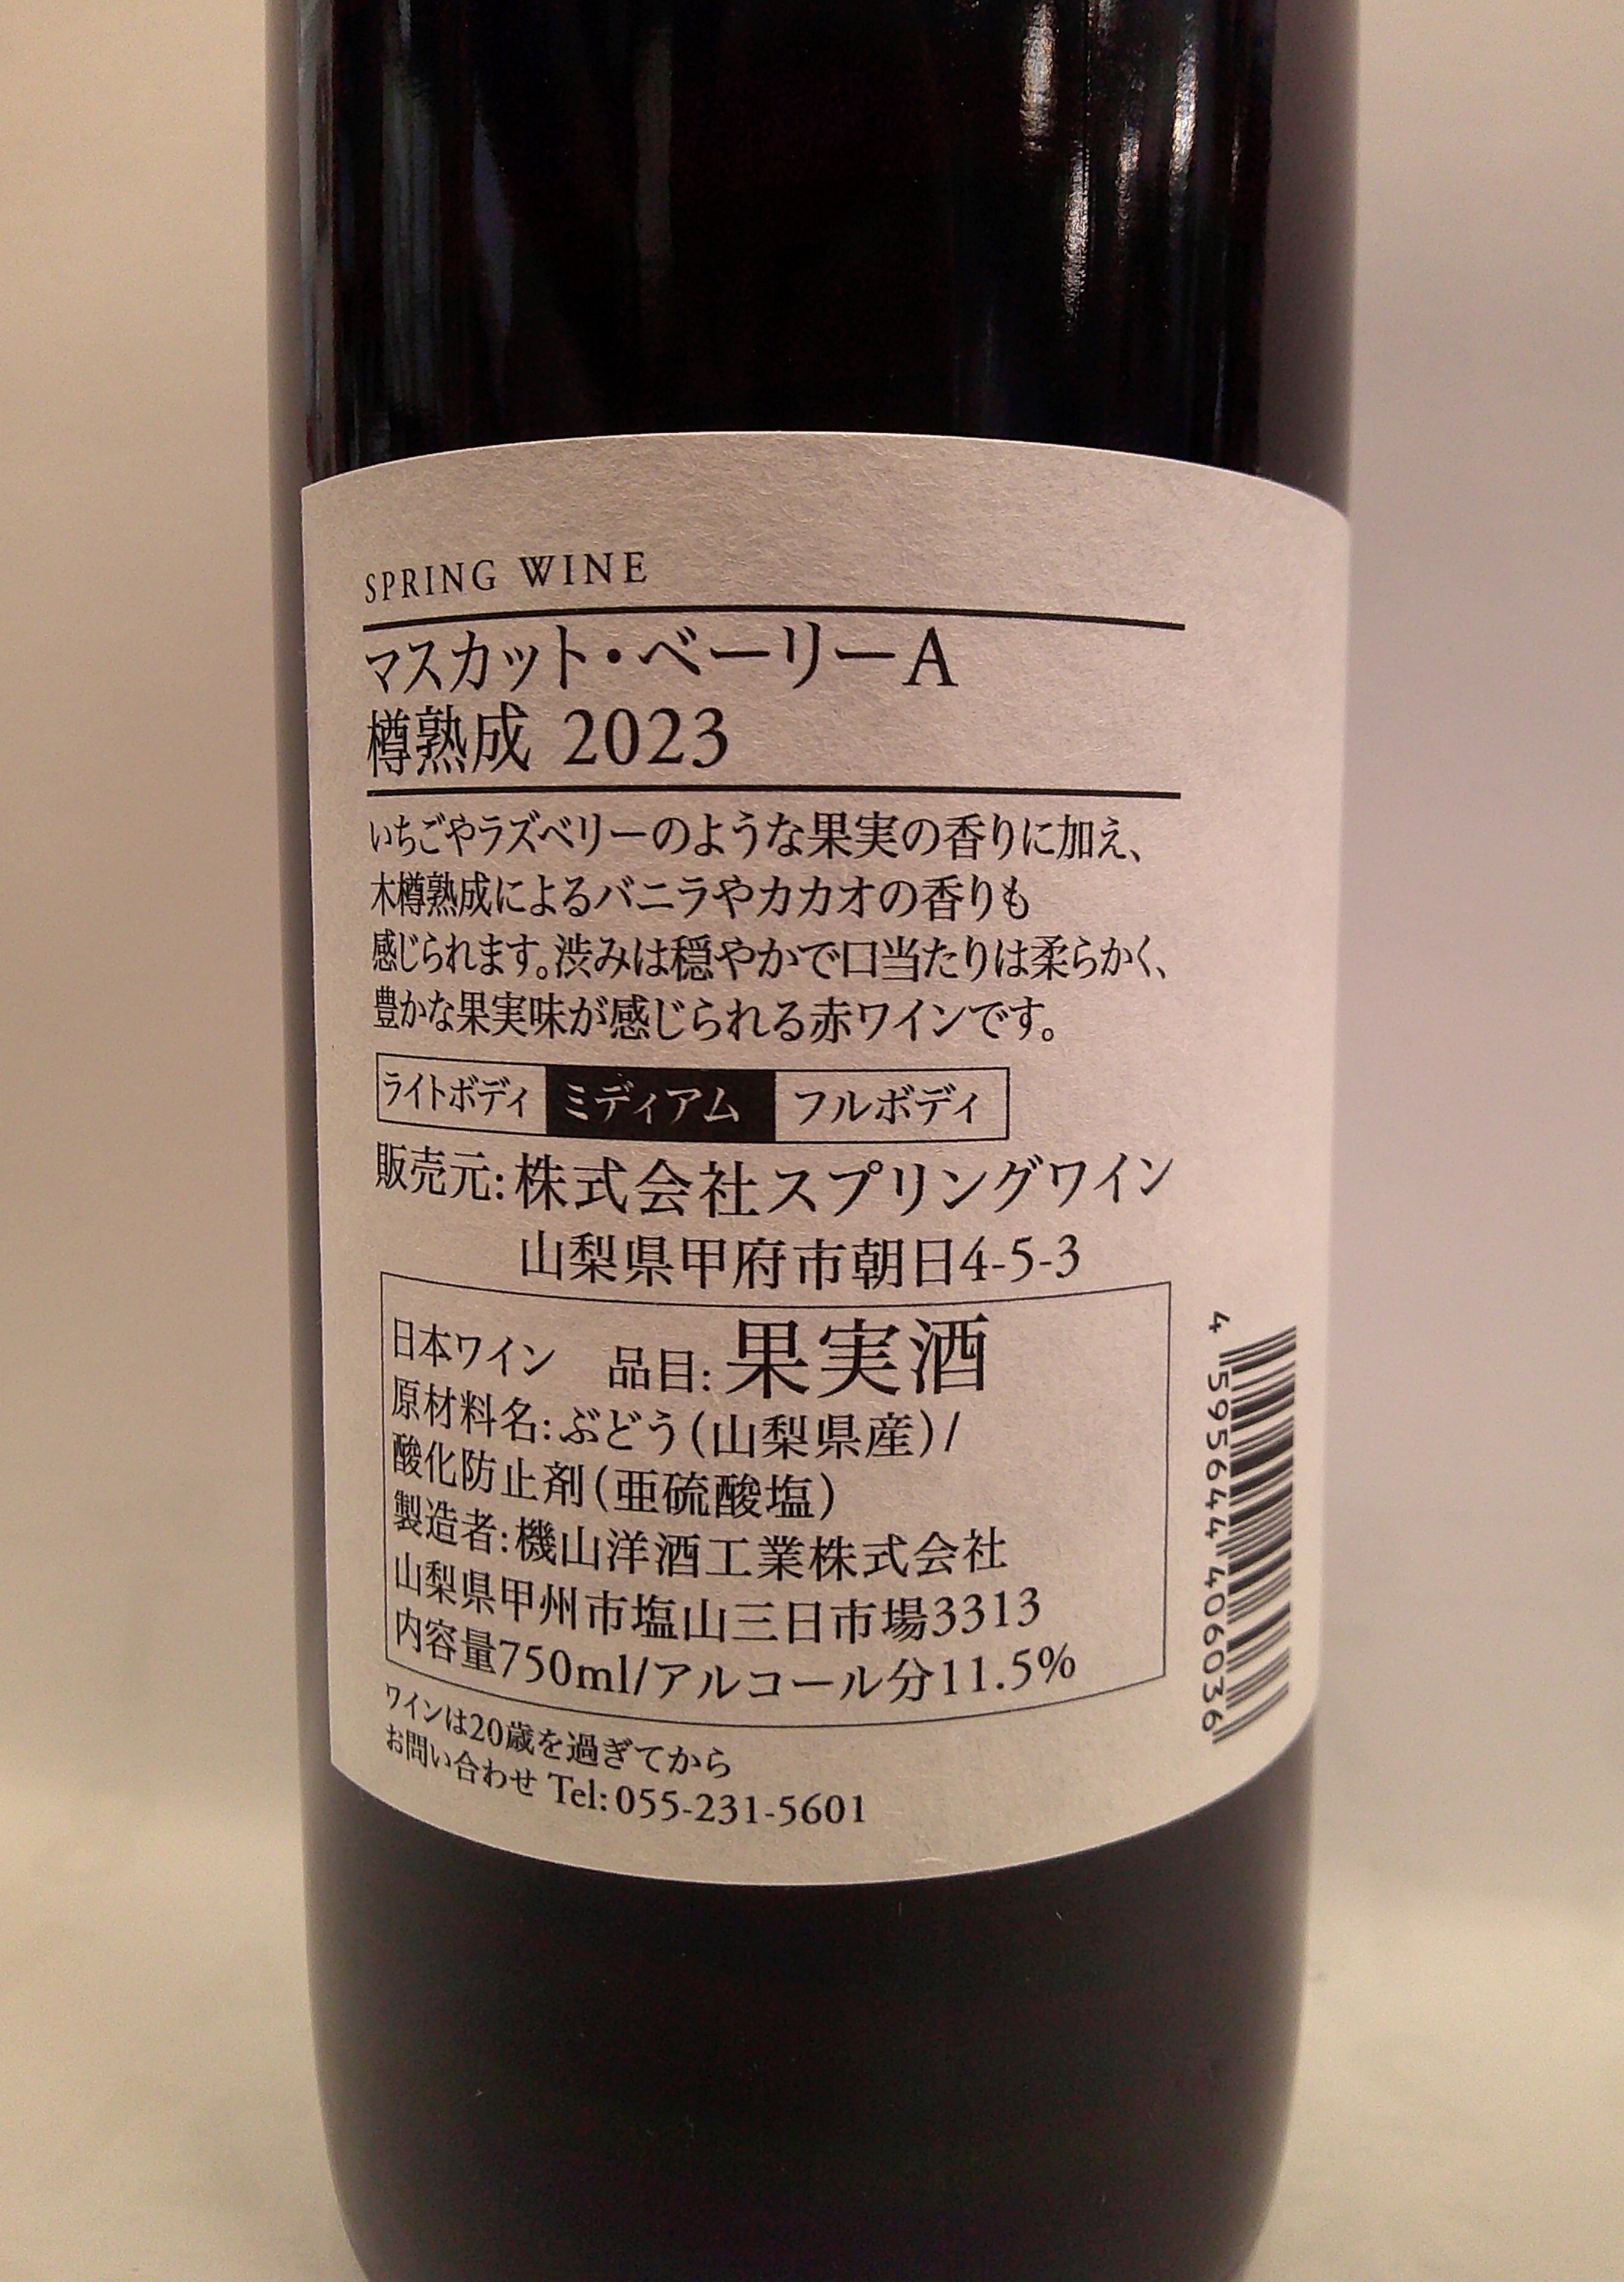 SPRING WINE
マスカット・ベーリーA
樽熟成 2023
いちごやラズベリーのような果実の香りに加え、
木樽熟成によるバニラやカカオの香りも
感じられます。渋みは穏やかで口当たりは柔らかく、
豊かな果実味が感じられる赤ワインです。
ライトボディ ミディアム フルボディ
販売元:株式会社スプリングワイン
山梨県甲府市朝日4-5-3
日本ワイン 品目:果実酒
原材料名:ぶどう(山梨県産)/
酸化防止剤(亜硫酸塩)
製造者:機山洋酒工業株式会社
山梨県甲州市塩山三日市場3313
内容量750ml/アルコール分11.5%
ワインは20歳を過ぎてから
お問い合わせ Tel:055-231-5601
4 595644 406036